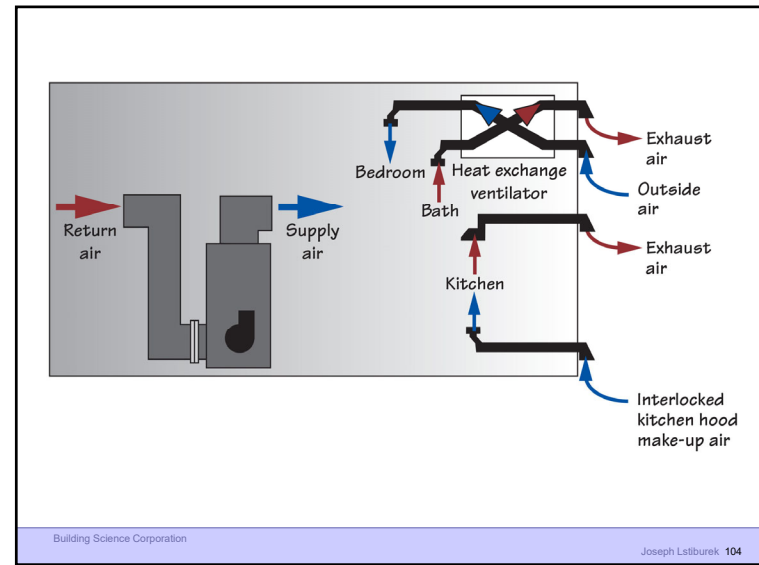 Return
air
Supply
air
Bedroom
Bath
Heat exchange
ventilator
Kitchen
Exhaust
air
Outside
air
Exhaust
air
Interlocked
kitchen hood
make-up air
Building Science Corporation
Joseph Lstiburek 104